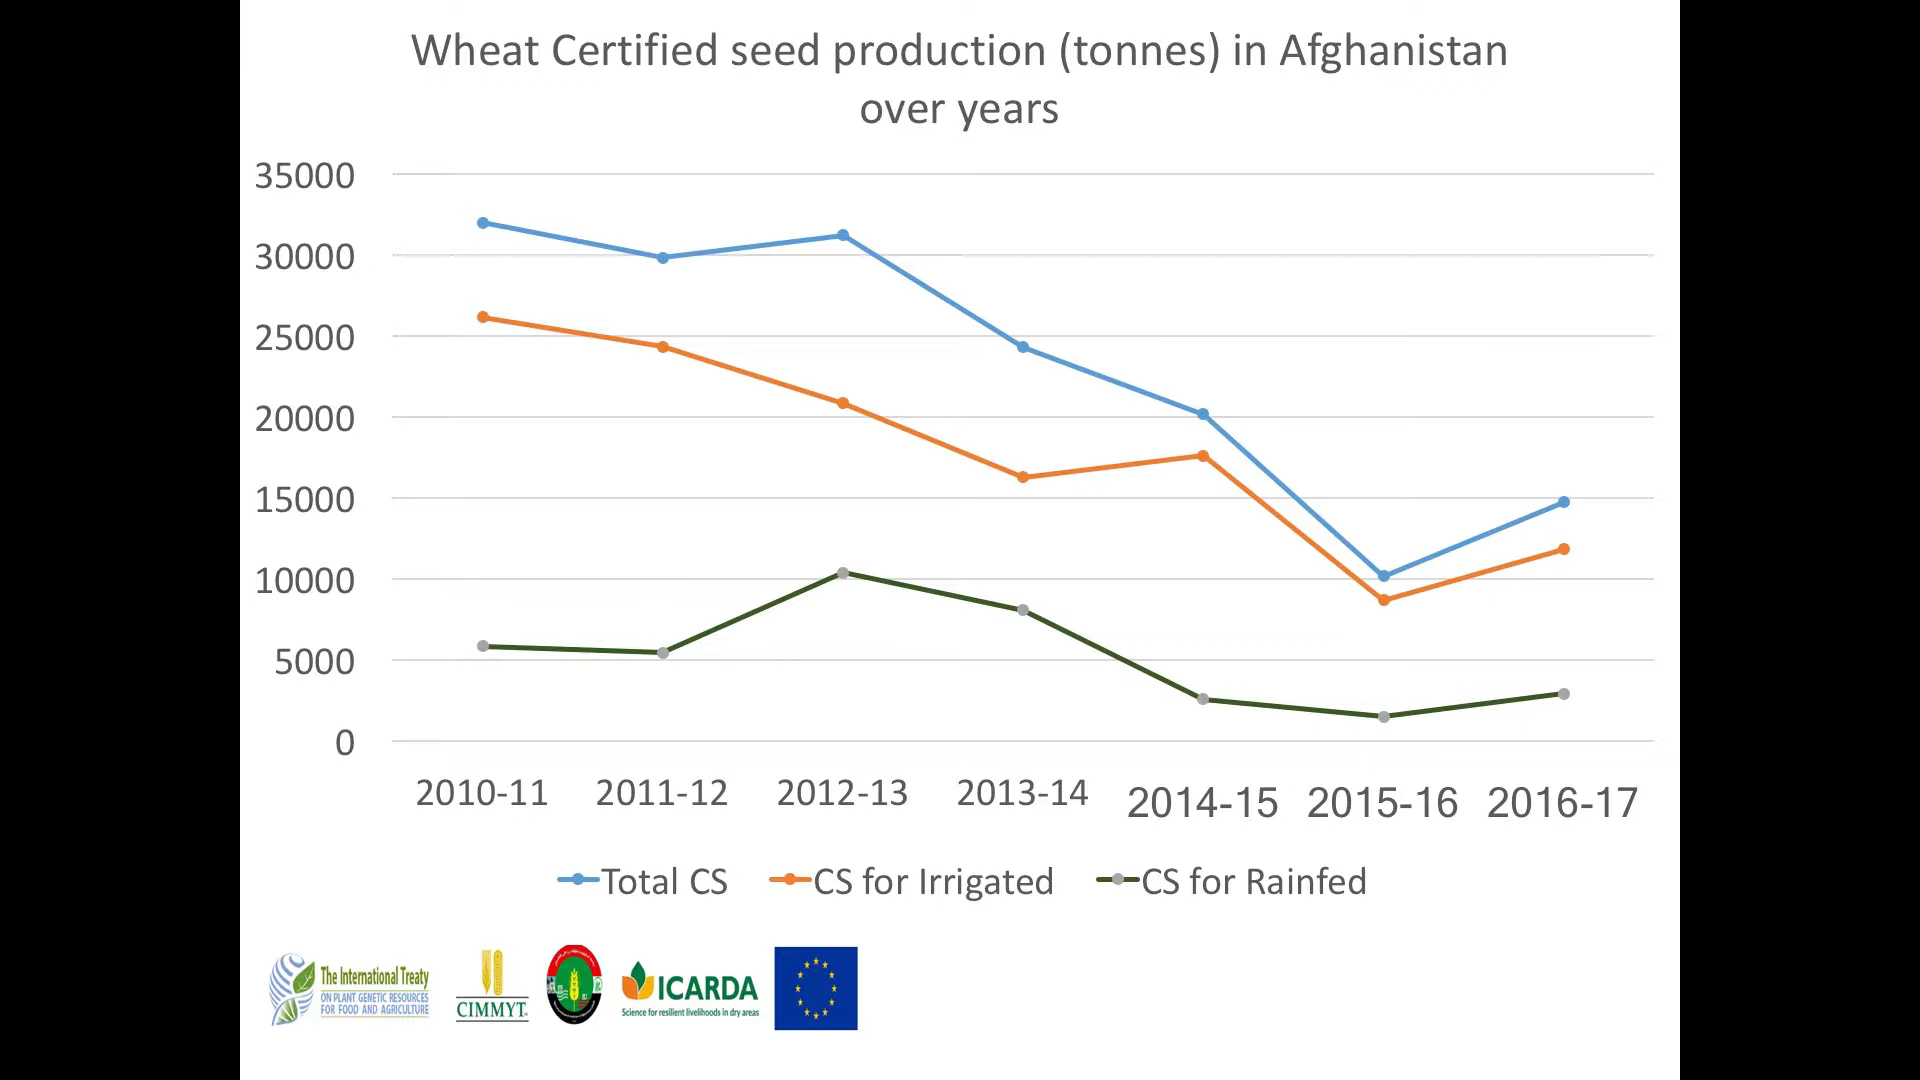 Wheat Certified seed production (tonnes) in Afghanistan
over years
35000
30000
25000
20000
15000
10000
5000
0
2010-11 2011-12 2012-13 2013-14 2014-15 2015-16 2016-17
Total CS CS for Irrigated CS for Rainfed
The International Treaty
ON PLANT GENETIC RESOURCES
FOR FOOD AND AGRICULTURE
CIMMYT
ICARDA
Science for resilient livelihoods in dry areas